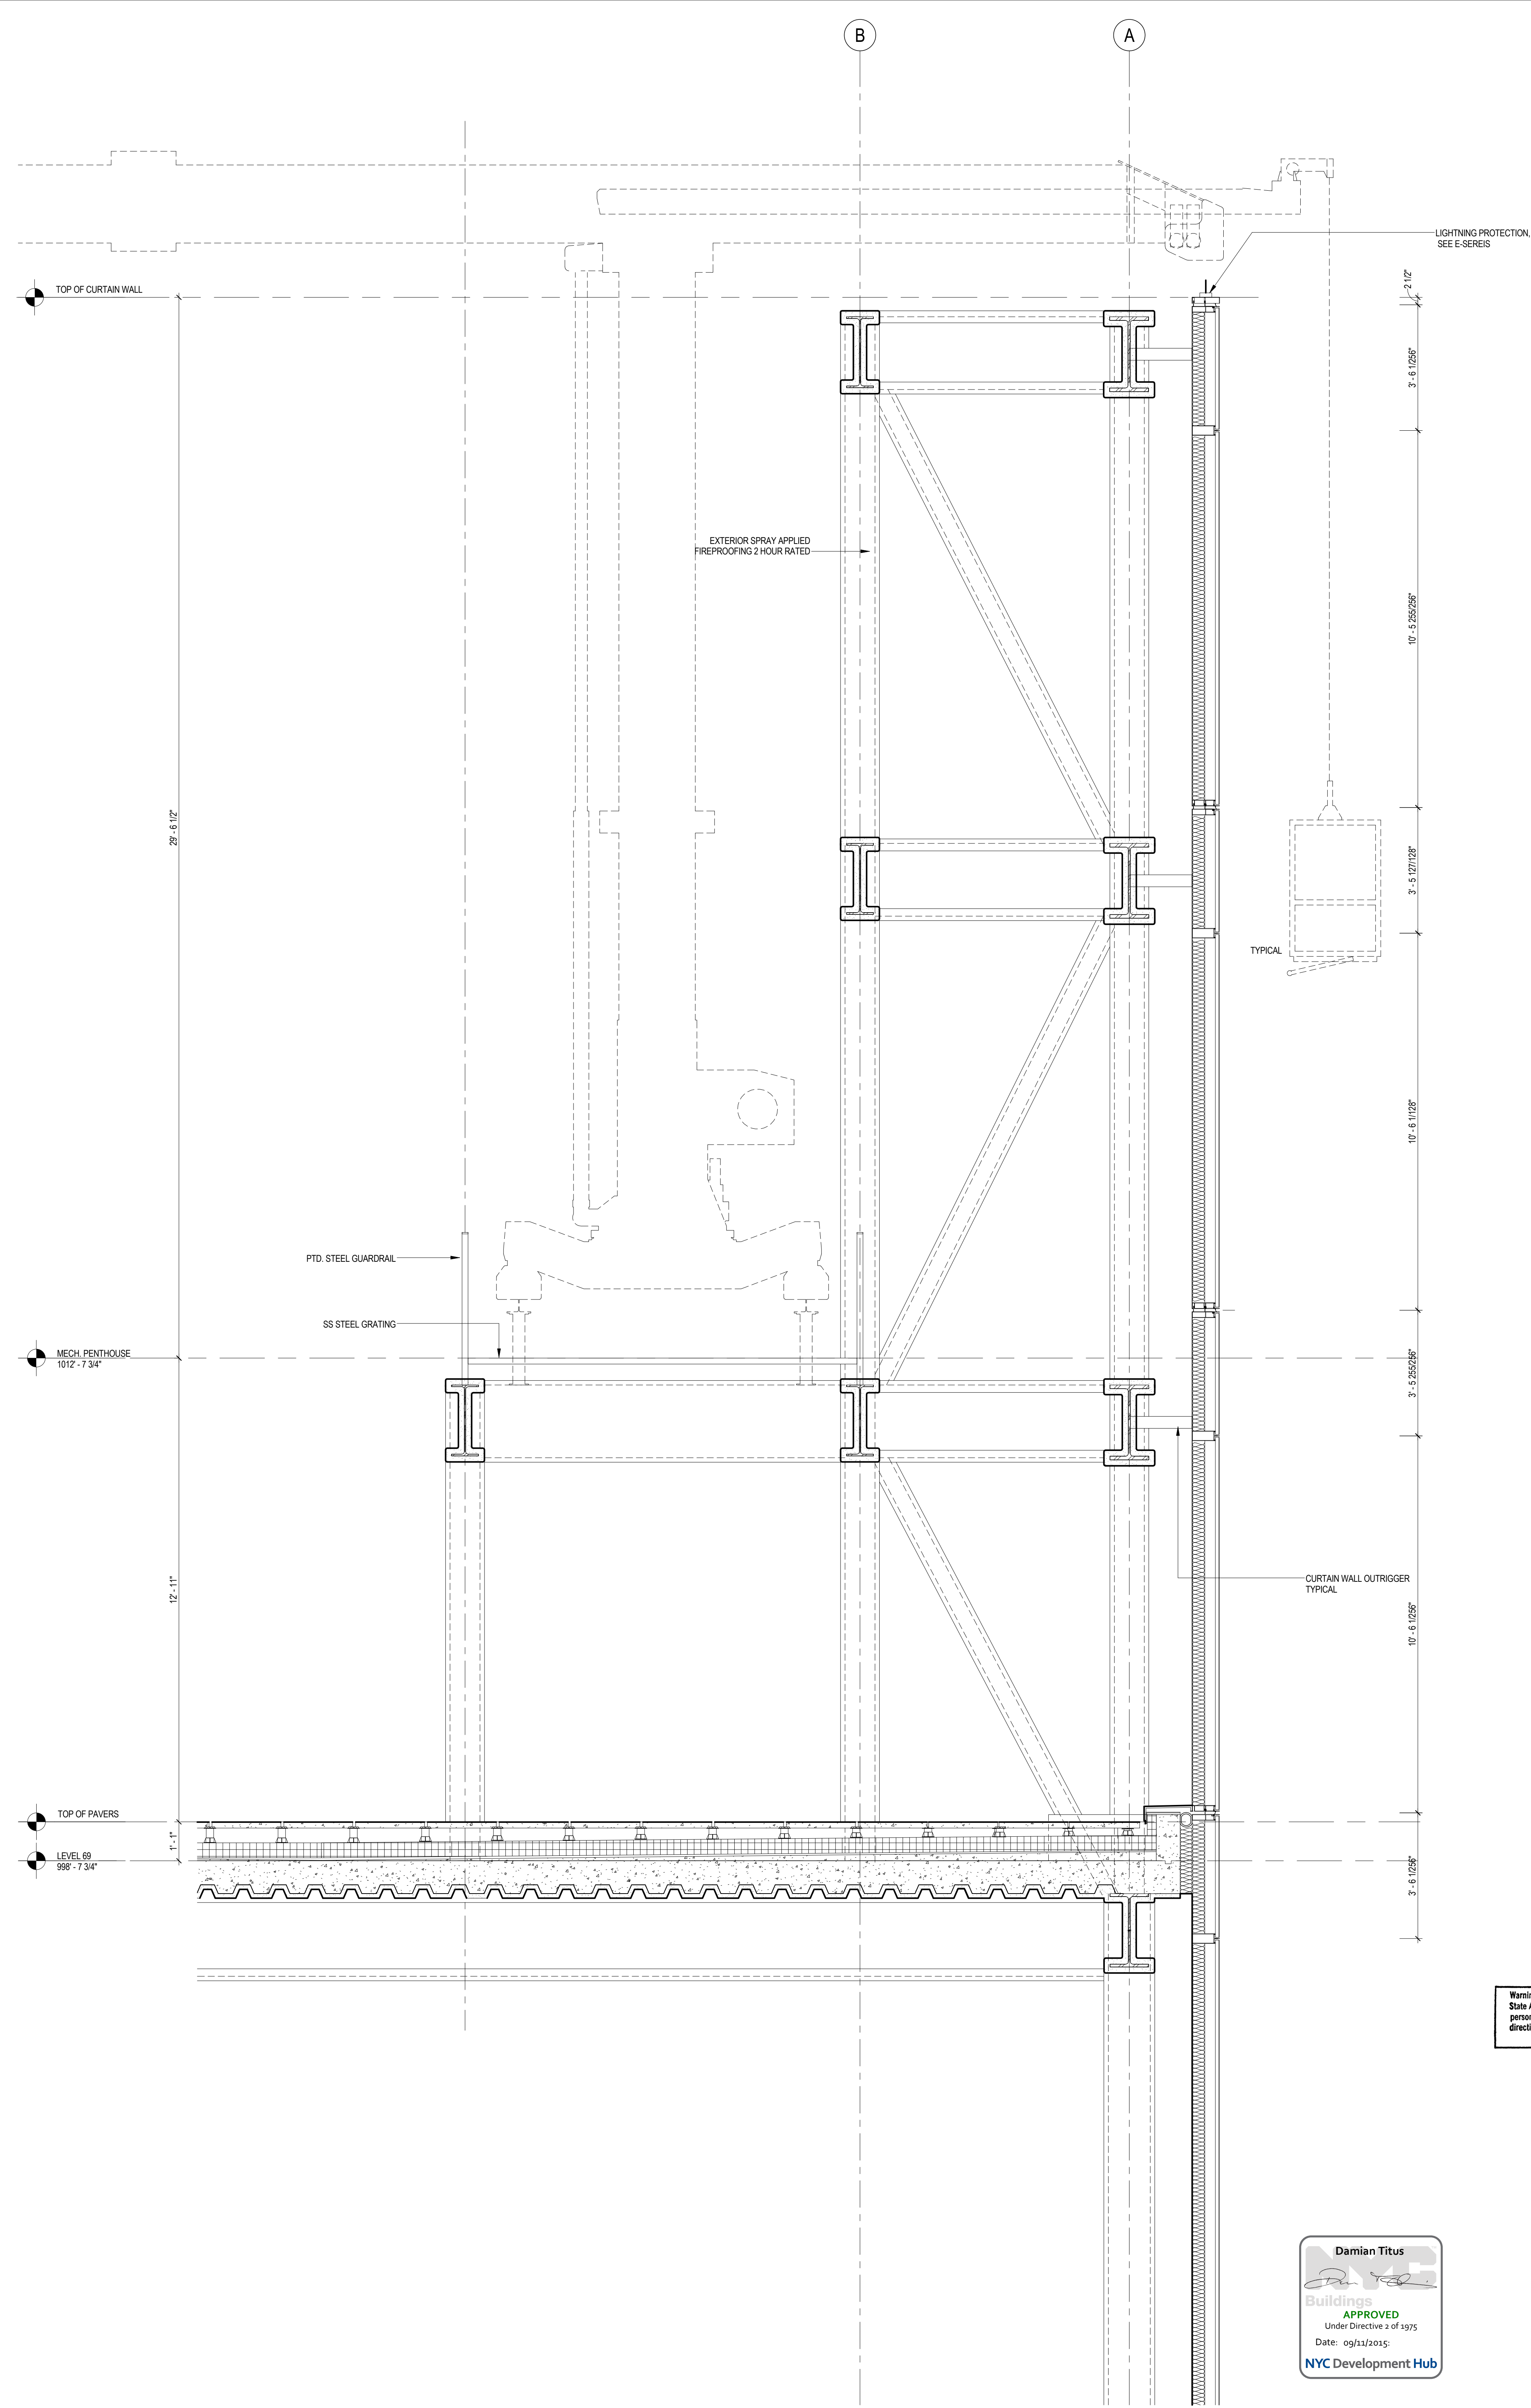 B
A
LIGHTNING PROTECTION,
SEE E-SEREIS
TOP OF CURTAIN WALL
2 1/2"
3' - 6 1/256"
EXTERIOR SPRAY APPLIED
FIREPROOFING 2 HOUR RATED
10' - 5 255/256"
29' - 6 1/2"
3' - 5 127/128"
TYPICAL
10' - 6 1/128"
PTD. STEEL GUARDRAIL
SS STEEL GRATING
MECH. PENTHOUSE
1012' - 7 3/4"
3' - 5 255/256"
CURTAIN WALL OUTRIGGER
TYPICAL
12' - 11"
10' - 6 1/256"
TOP OF PAVERS
1' - 1"
LEVEL 69
998' - 7 3/4"
3' - 6 1/256"
State
Damian Titus
NYC
Buildings
APPROVED
Under Directive 2 of 1975
Date: 09/11/2015:
NYC Development Hub